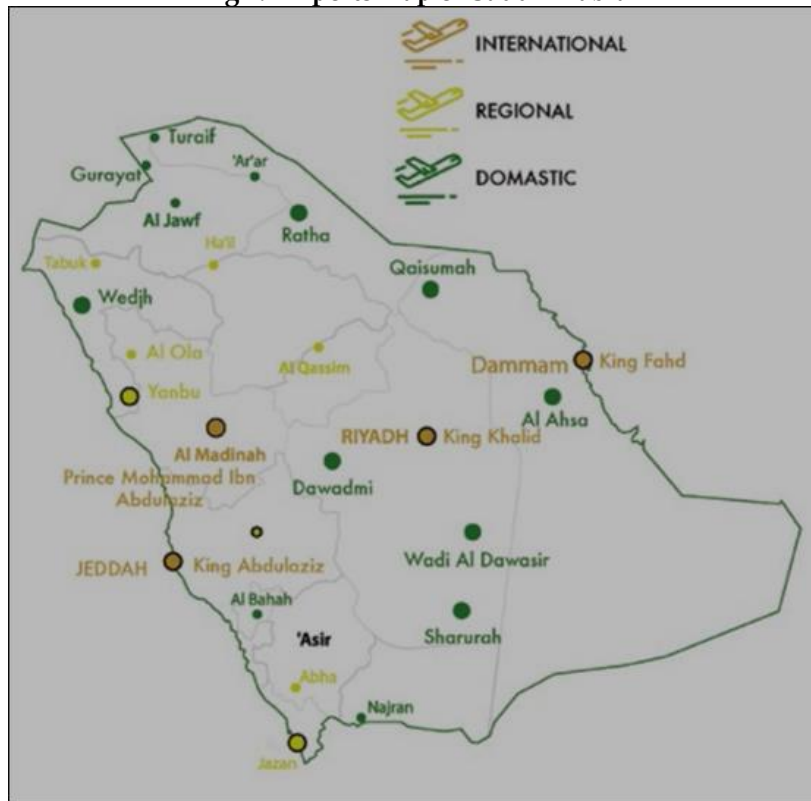 INTERNATIONAL
REGIONAL
DOMASTIC
Turaif
'Ar'ar
Gurayat
Al Jawf
Ratha
Ha'il
Tabuk
Qaisumah
Wedjh
Al Ola
Al Qassim
Dammam King Fahd
Yanbu
Al Ahsa
Al Madinah
RIYADH King Khalid
Prince Mohammad Ibn
Abdulaziz
Dawadmi
Wadi Al Dawasir
JEDDAH King Abdulaziz
Al Bahah
'Asir
Sharurah
Abha
Najran
Jazan